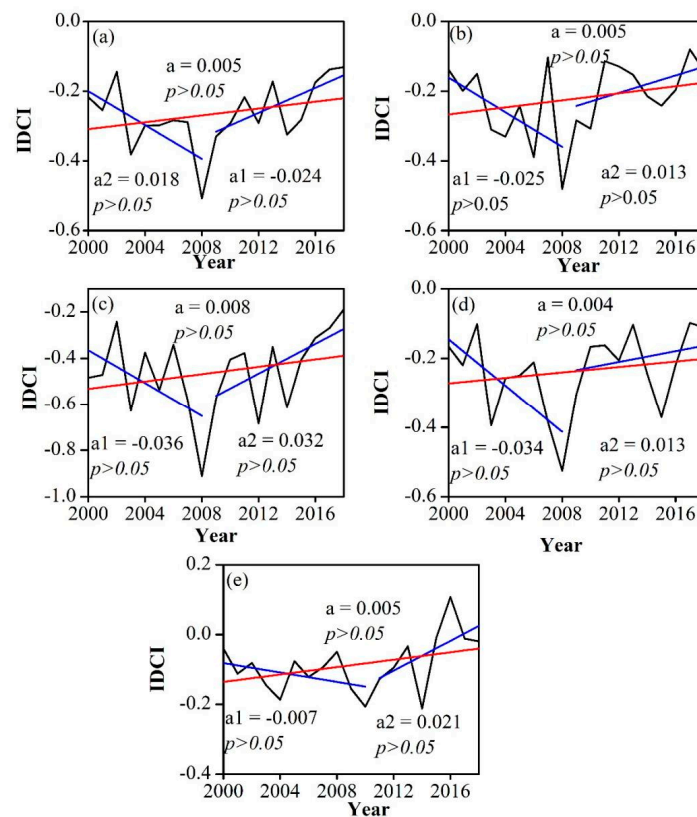 0.0
(a)
a = 0.005
p>0.05
-0.2
IDCI
-0.4
a2 = 0.018
p>0.05
a1 = -0.024
p>0.05
-0.6
2000 2004 2008 2012 2016
Year
0.0
(b)
a = 0.005
p>0.05
-0.2
IDCI
-0.4
a1 = -0.025
p>0.05
a2 = 0.013
p>0.05
-0.6
2000 2004 2008 2012 2016
Year
-0.2
(c)
a = 0.008
p>0.05
-0.4
IDCI
-0.6
-0.8
a1 = -0.036
p>0.05
a2 = 0.032
p>0.05
-1.0
2000 2004 2008 2012 2016
Year
0.0
(d)
a = 0.004
p>0.05
-0.2
IDCI
-0.4
a1 = -0.034
p>0.05
a2 = 0.013
p>0.05
-0.6
2000 2004 2008 2012 2016
Year
0.2
(e)
a = 0.005
p>0.05
0.0
IDCI
-0.2
a1 = -0.007
p>0.05
a2 = 0.021
p>0.05
-0.4
2000 2004 2008 2012 2016
Year